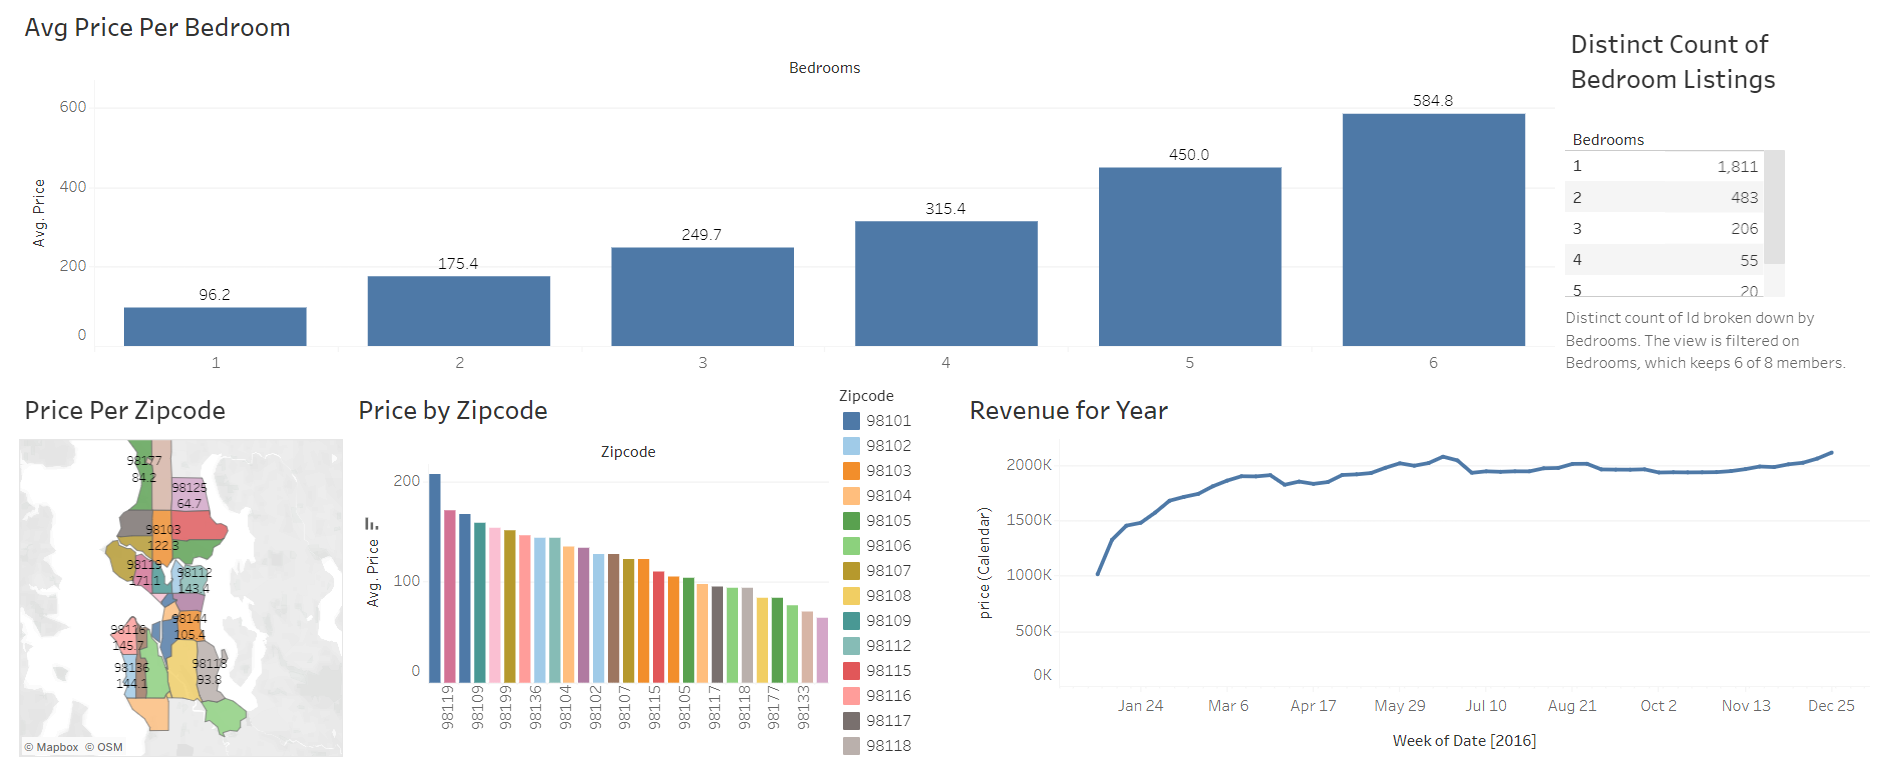 Avg Price Per Bedroom
Bedrooms
Avg. Price
600
400
200
0
96.2
175.4
249.7
315.4
450.0
584.8
1
2
3
4
5
6
Distinct Count of
Bedroom Listings
Bedrooms
1 1,811
2 483
3 206
4 55
5 20
Distinct count of Id broken down by
Bedrooms. The view is filtered on
Bedrooms, which keeps 6 of 8 members.
Price Per Zipcode
98177
84.2
98125
64.7
98103
122.3
98119
171.1
98112
143.4
98144
105.4
98116
145.7
98136
144.1
98118
93.8
© Mapbox © OSM
Price by Zipcode
Zipcode
Avg. Price
200
100
0
98119
98109
98199
98136
98104
98102
98107
98115
98105
98117
98118
98177
98133
Zipcode
98101
98102
98103
98104
98105
98106
98107
98108
98109
98112
98115
98116
98117
98118
Revenue for Year
price (Calendar)
2000K
1500K
1000K
500K
0K
Jan 24
Mar 6
Apr 17
May 29
Jul 10
Aug 21
Oct 2
Nov 13
Dec 25
Week of Date [2016]